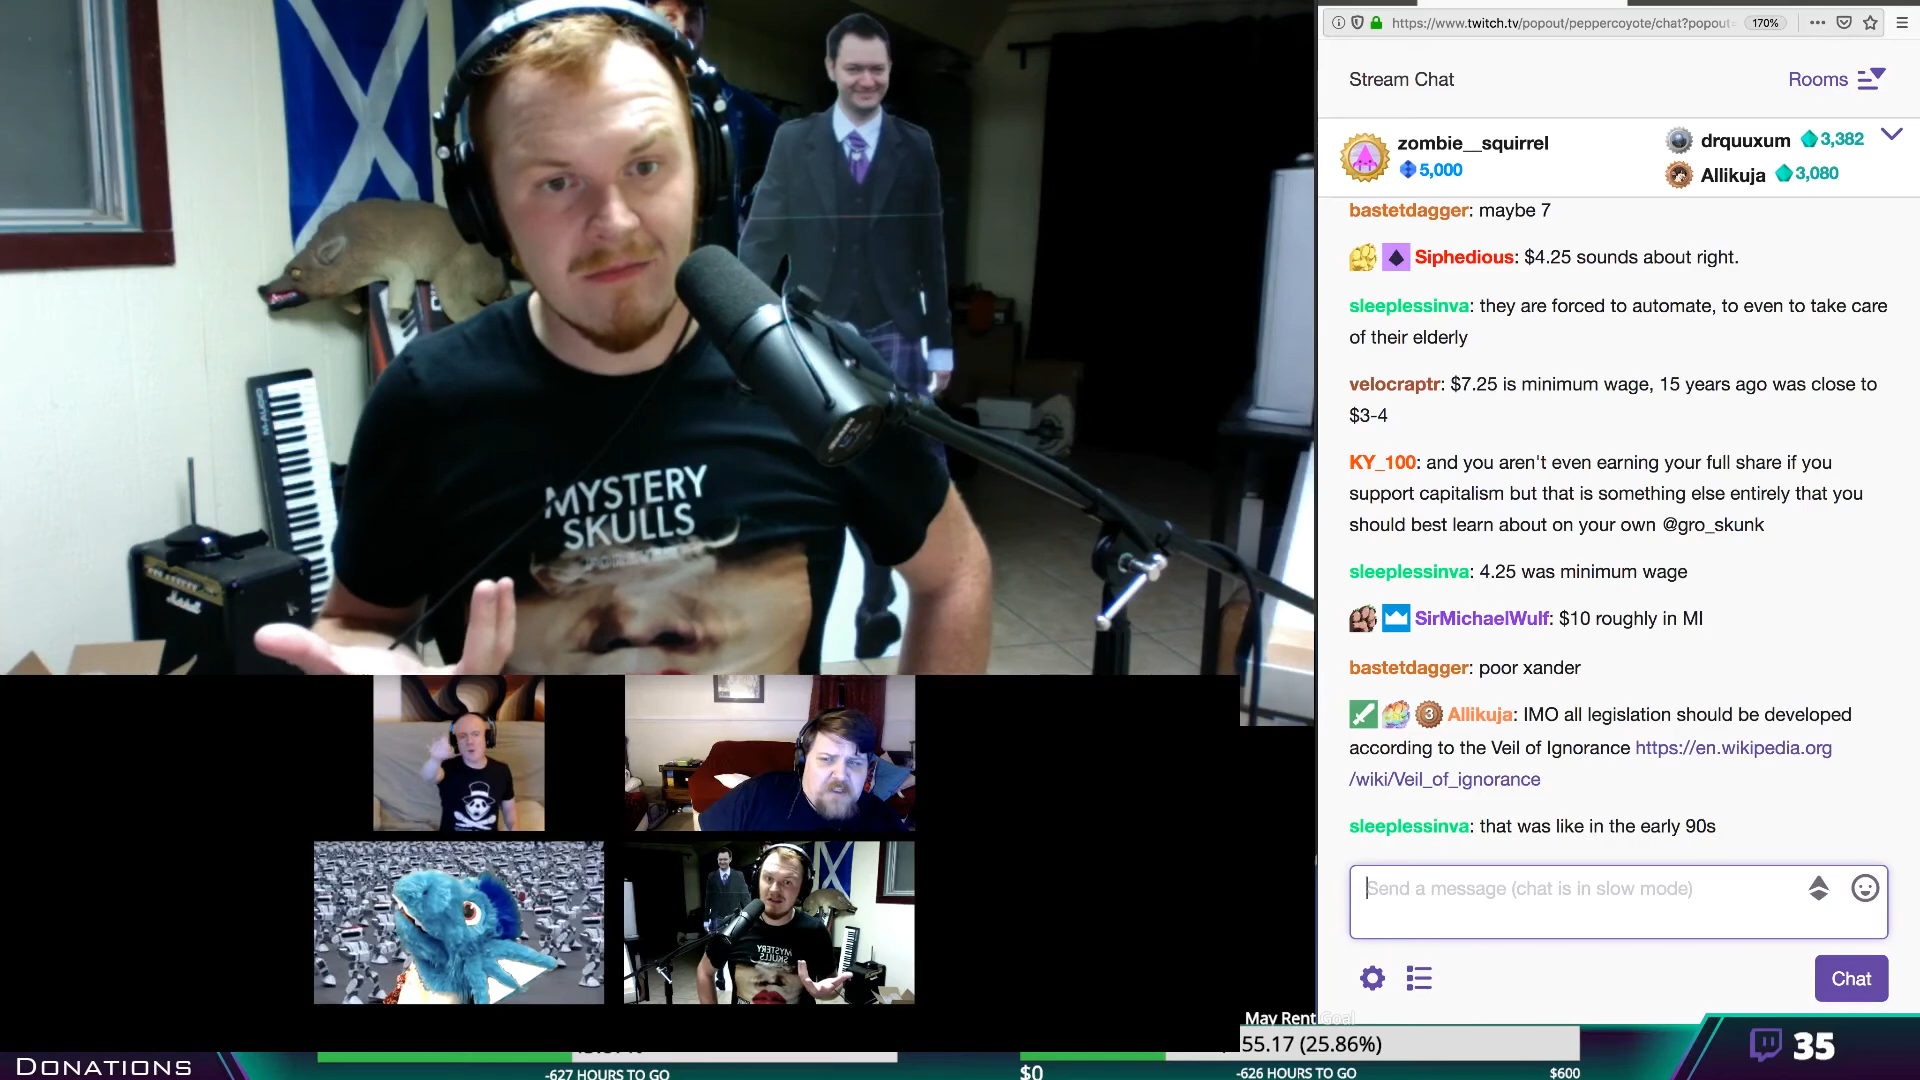 https://www.twitch.tv/popout/peppercoyote/chat?popout
170%
Stream Chat
Rooms
zombie__squirrel
5,000
drquuxum 3,382
Allikuja 3,080
bastetdagger: maybe 7
Siphedious: $4.25 sounds about right.
sleeplessinva: they are forced to automate, to even to take care
of their elderly
velocraptr: $7.25 is minimum wage, 15 years ago was close to
$3-4
KY_100: and you aren't even earning your full share if you
support capitalism but that is something else entirely that you
should best learn about on your own @gro_skunk
sleeplessinva: 4.25 was minimum wage
SirMichaelWulf: $10 roughly in MI
bastetdagger: poor xander
3 Allikuja: IMO all legislation should be developed
according to the Veil of Ignorance https://en.wikipedia.org
/wiki/Veil_of_ignorance
sleeplessinva: that was like in the early 90s
Send a message (chat is in slow mode)
Chat
M-AUDIO
Marshall
MYSTERY
SKULLS
MYSTERY
SKULLS
May Rent Goal
55.17 (25.86%)
DONATIONS
-627 HOURS TO GO
$0
-626 HOURS TO GO
$600
35